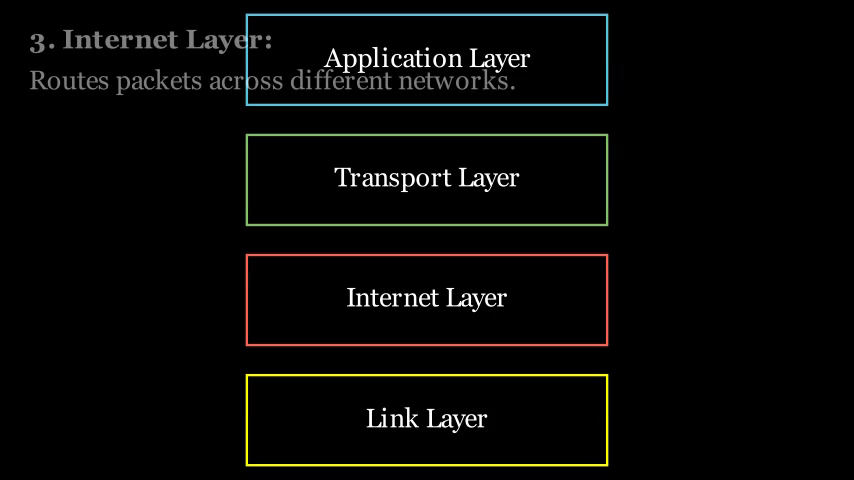 3. Internet Layer:
Routes packets across different networks.
Application Layer
Transport Layer
Internet Layer
Link Layer